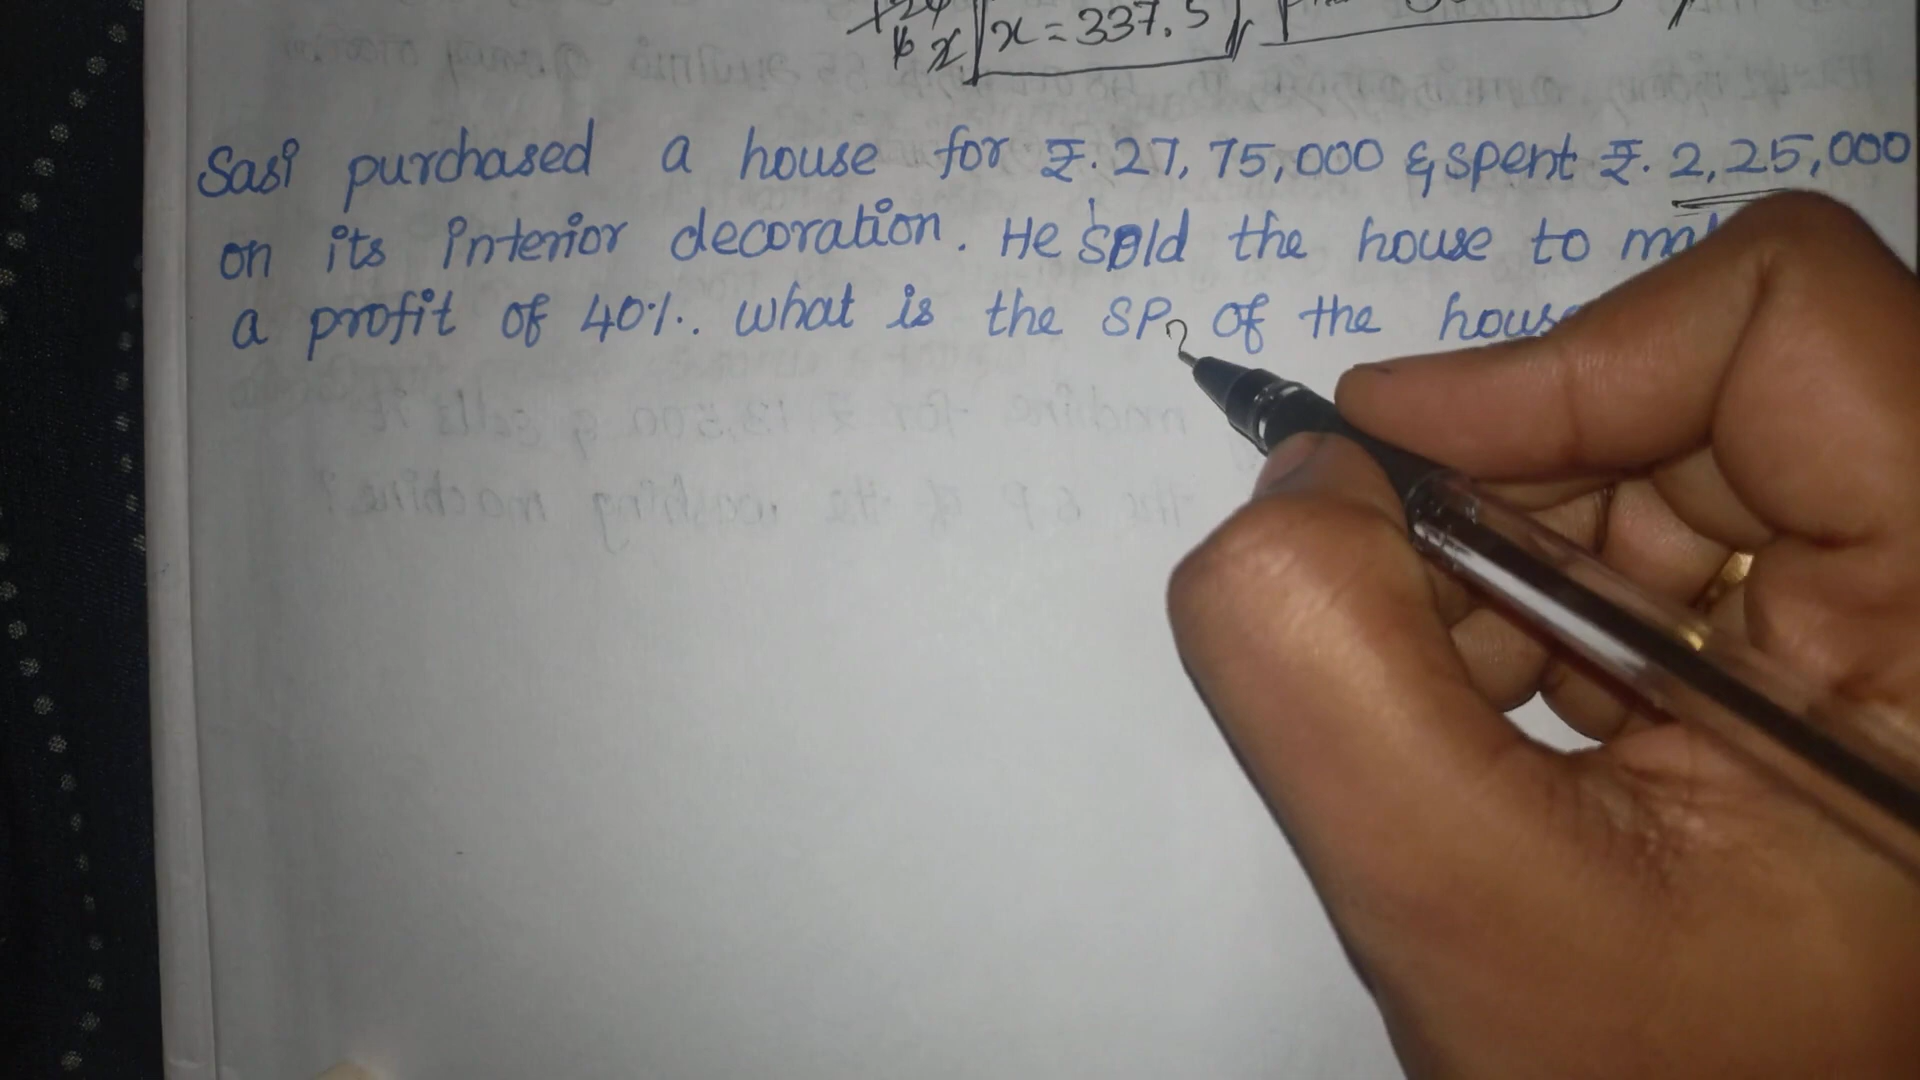 x = 337.5
Sasi purchased a house for ₹. 27,75,000 & spent ₹. 2,25,000
on its interior decoration. He sold the house to
a profit of 40%. what is the SP? of the